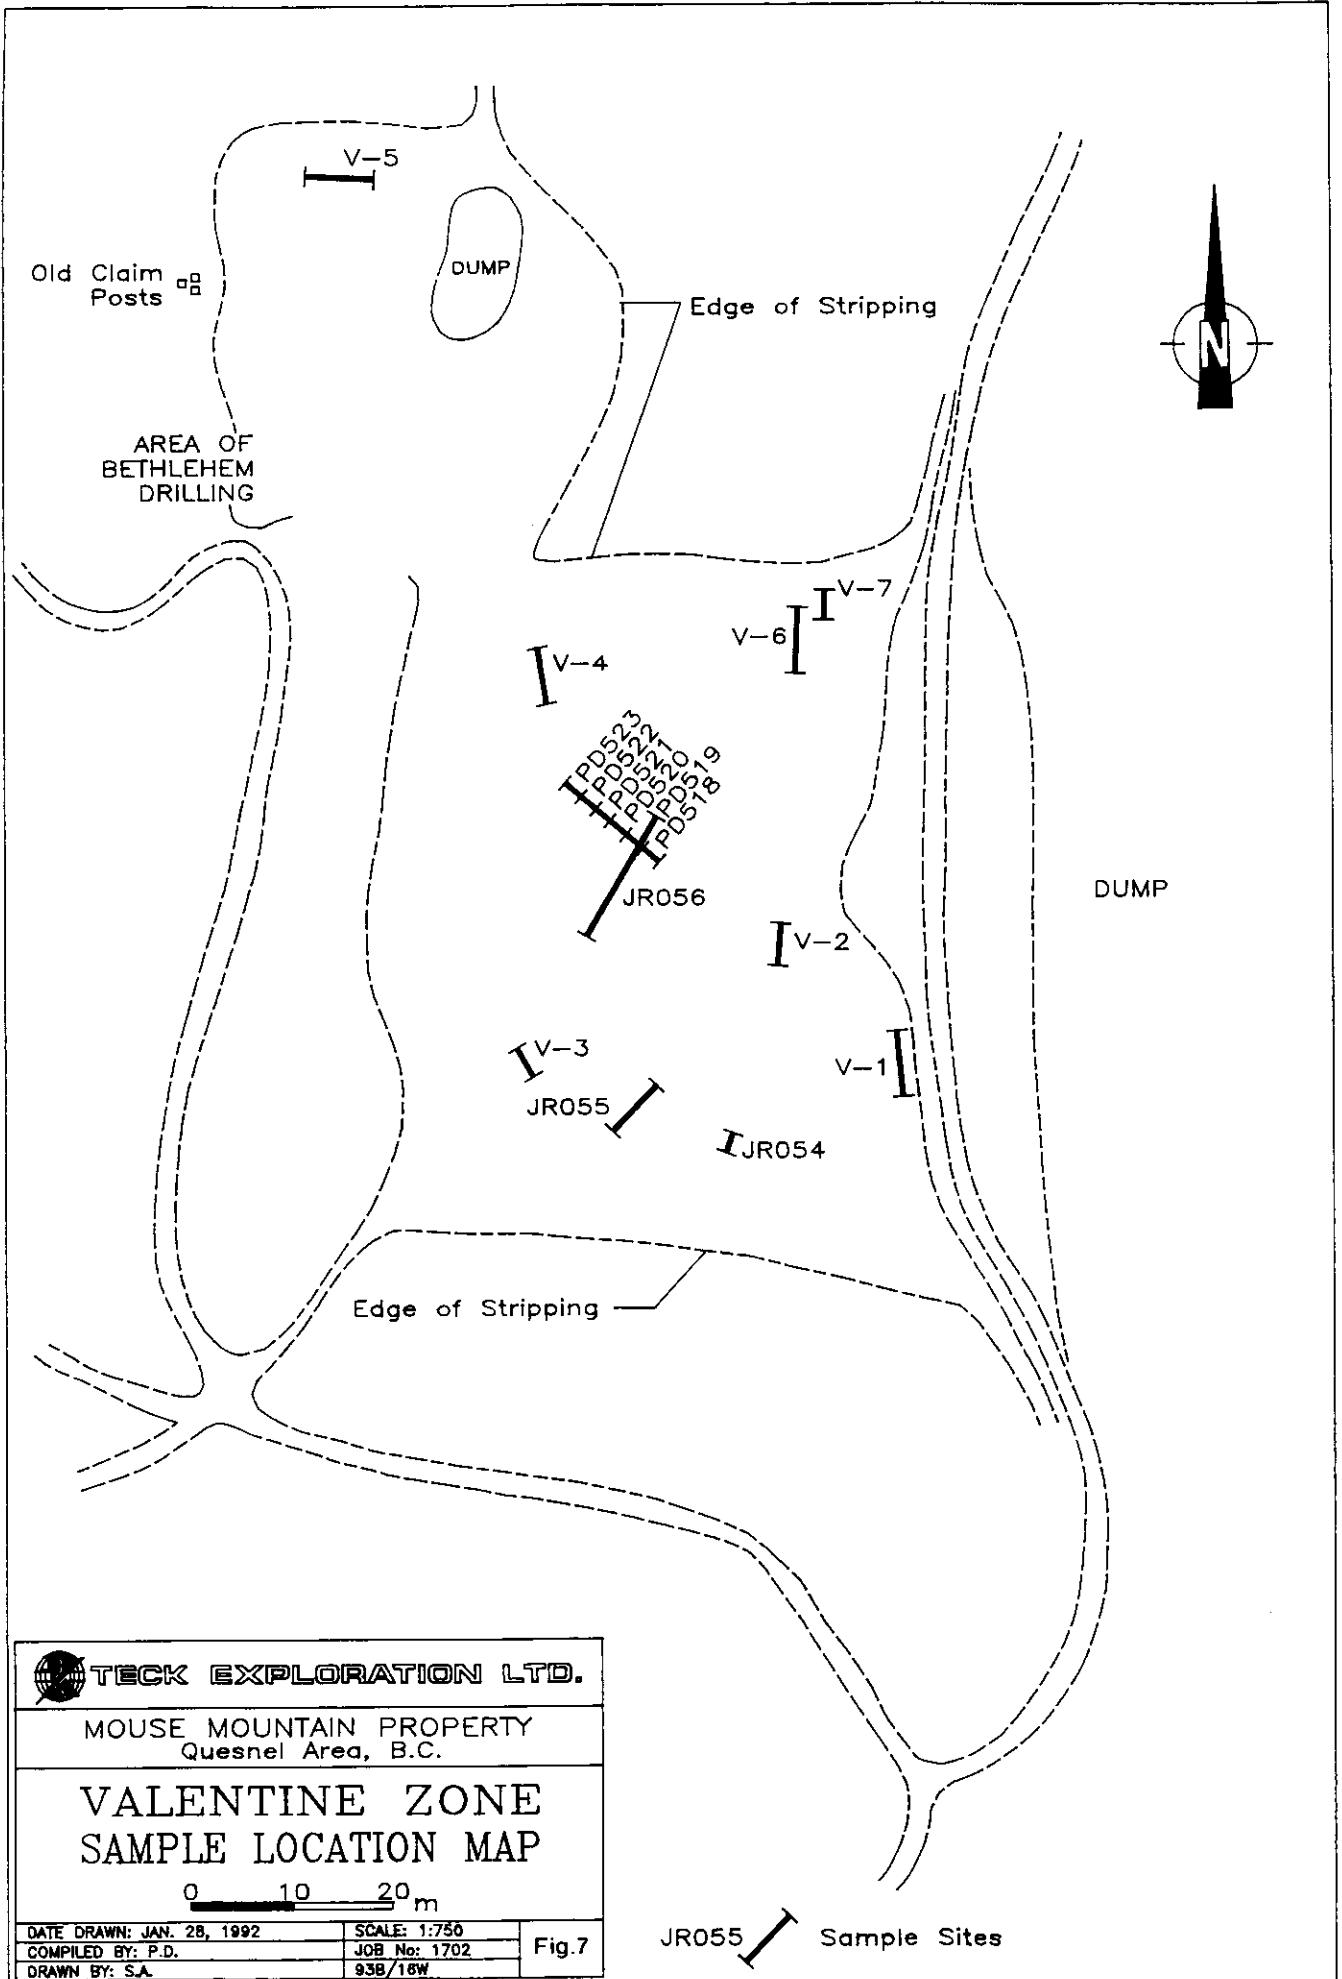 V-5
DUMP
Old Claim
Posts
Edge of Stripping
N
AREA OF
BETHLEHEM
DRILLING
V-7
V-6
V-4
PD523
PD522
PD521
PD520
PD519
PD518
JR056
DUMP
V-2
V-3
V-1
JR055
JR054
Edge of Stripping
TECK EXPLORATION LTD.
MOUSE MOUNTAIN PROPERTY
Quesnel Area, B.C.
VALENTINE ZONE
SAMPLE LOCATION MAP
0 10 20 m
DATE DRAWN: JAN. 28, 1992
SCALE: 1:750
COMPILED BY: P.D.
JOB No: 1702
DRAWN BY: S.A.
93B/16W
Fig.7
JR055 Sample Sites